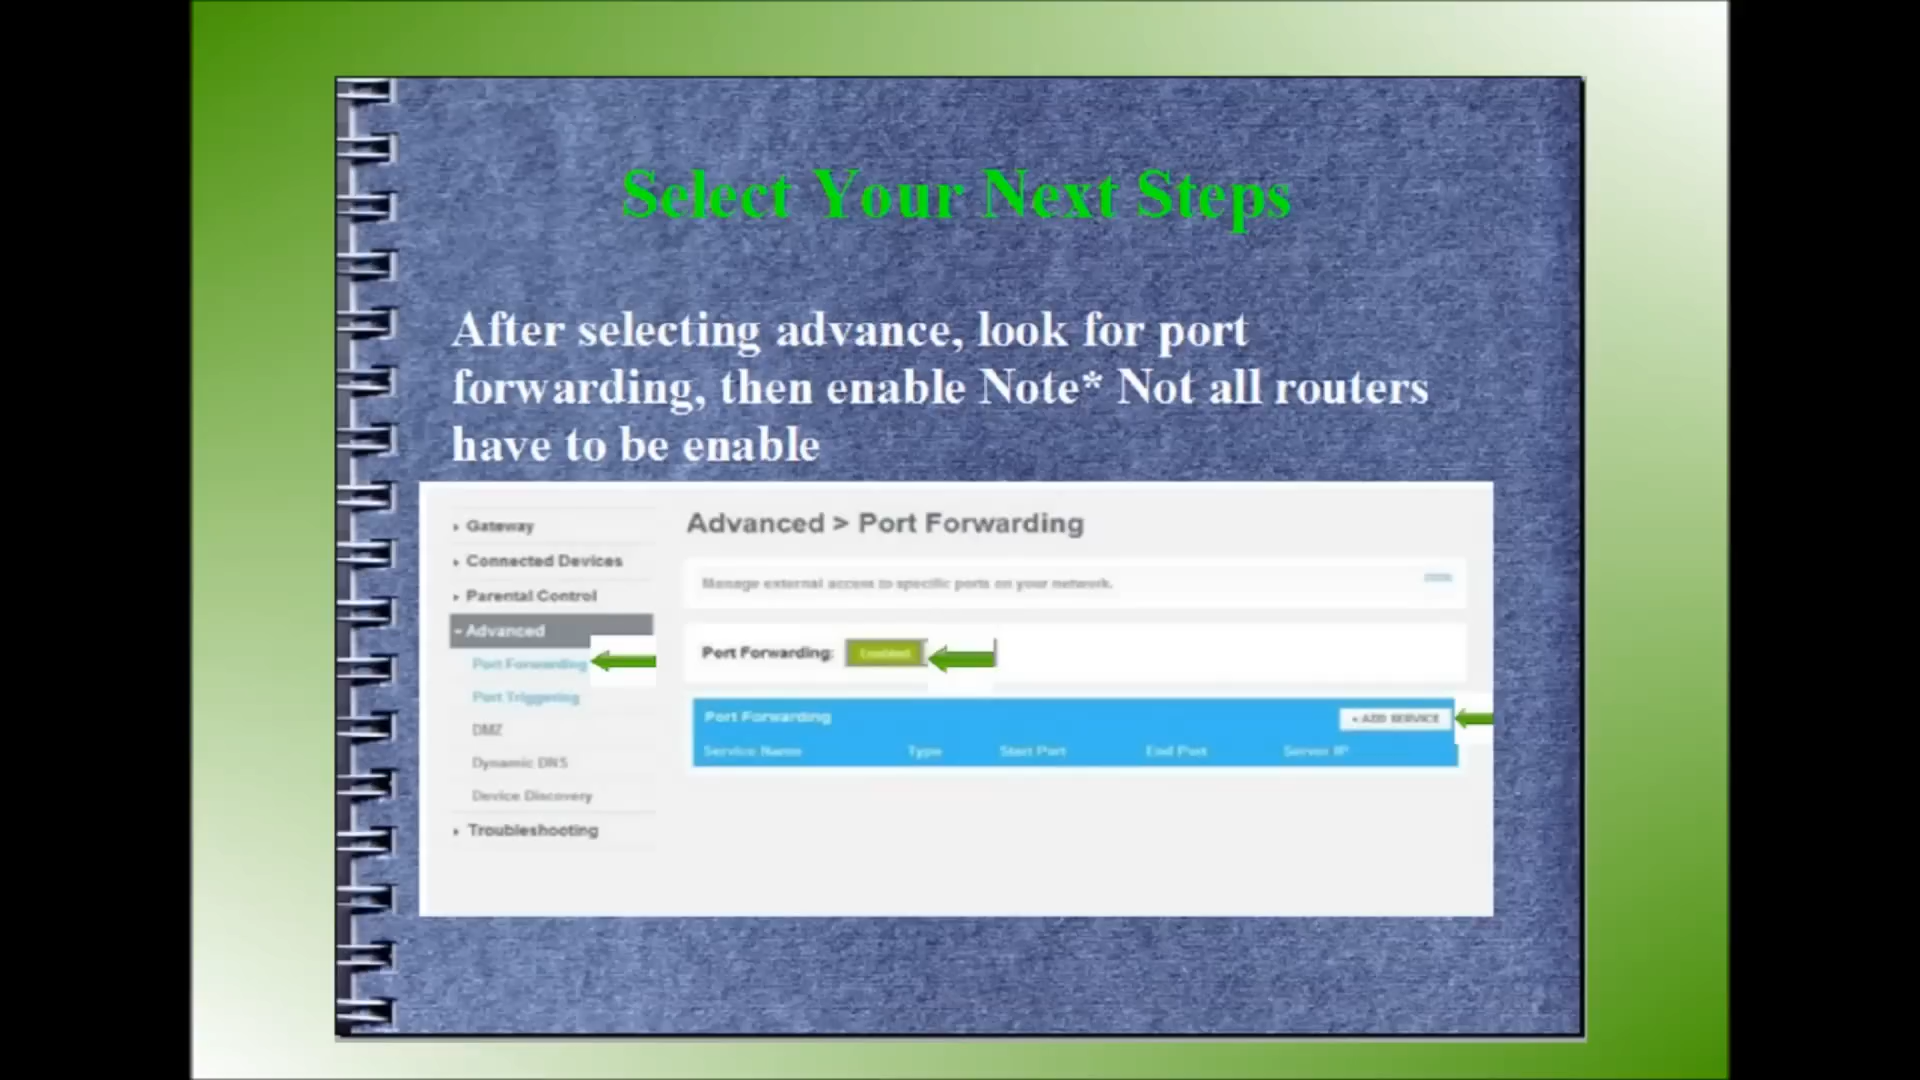 Select Your Next Steps
After selecting advance, look for port
forwarding, then enable Note* Not all routers
have to be enable
Gateway
Connected Devices
Parental Control
Advanced
Port Forwarding
Port Triggering
DMZ
Dynamic DNS
Device Discovery
Troubleshooting
Advanced > Port Forwarding
Manage external access to specific ports on your network.
Port Forwarding: Enabled
Port Forwarding
+ ADD SERVICE
Service Name Type Start Port End Port Server IP